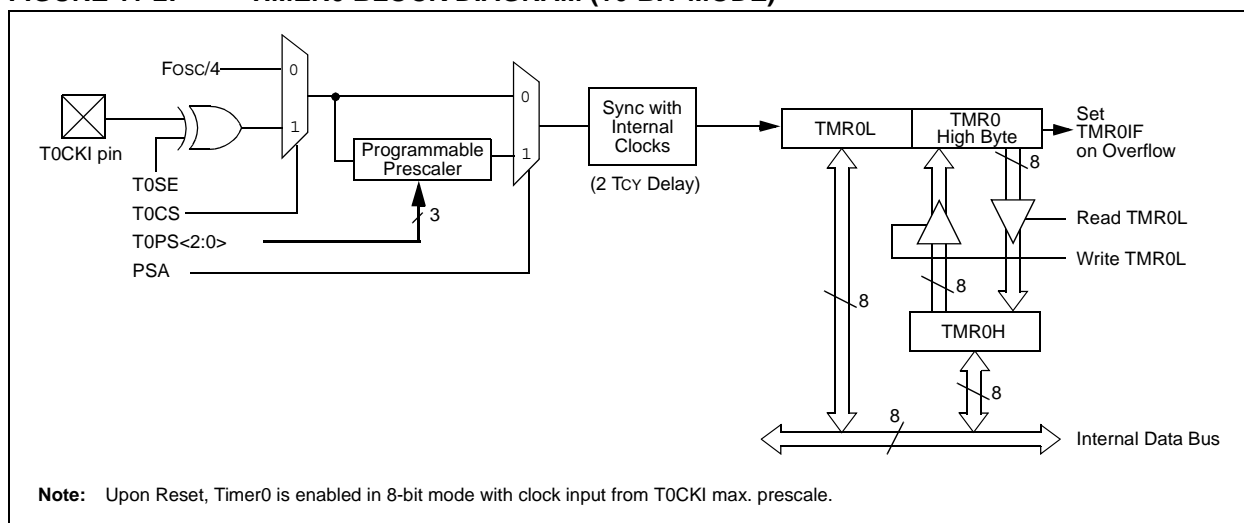 FOSC/4
0
1
T0CKI pin
T0SE
T0CS
T0PS<2:0>
PSA
Programmable
Prescaler
3
0
1
Sync with
Internal
Clocks
(2 TCY Delay)
TMR0L
TMR0
High Byte
Set
TMR0IF
on Overflow
8
Read TMR0L
Write TMR0L
8
8
TMR0H
8
8
Internal Data Bus
Note: Upon Reset, Timer0 is enabled in 8-bit mode with clock input from T0CKI max. prescale.